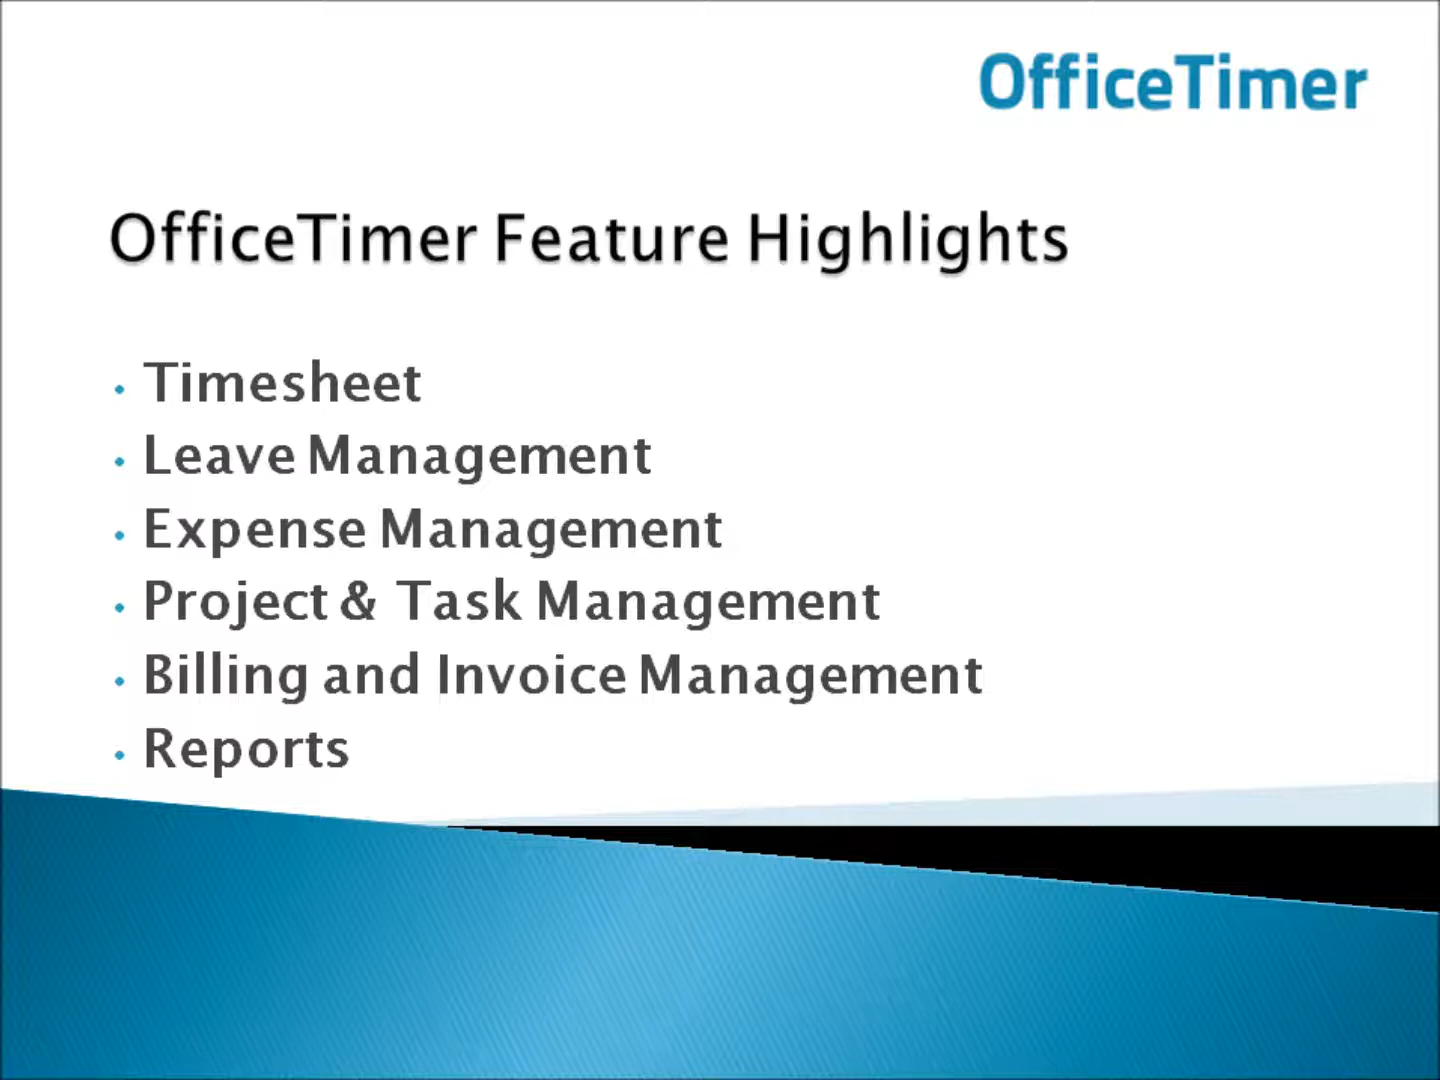 OfficeTimer
OfficeTimer Feature Highlights
• Timesheet
• Leave Management
• Expense Management
• Project & Task Management
• Billing and Invoice Management
• Reports